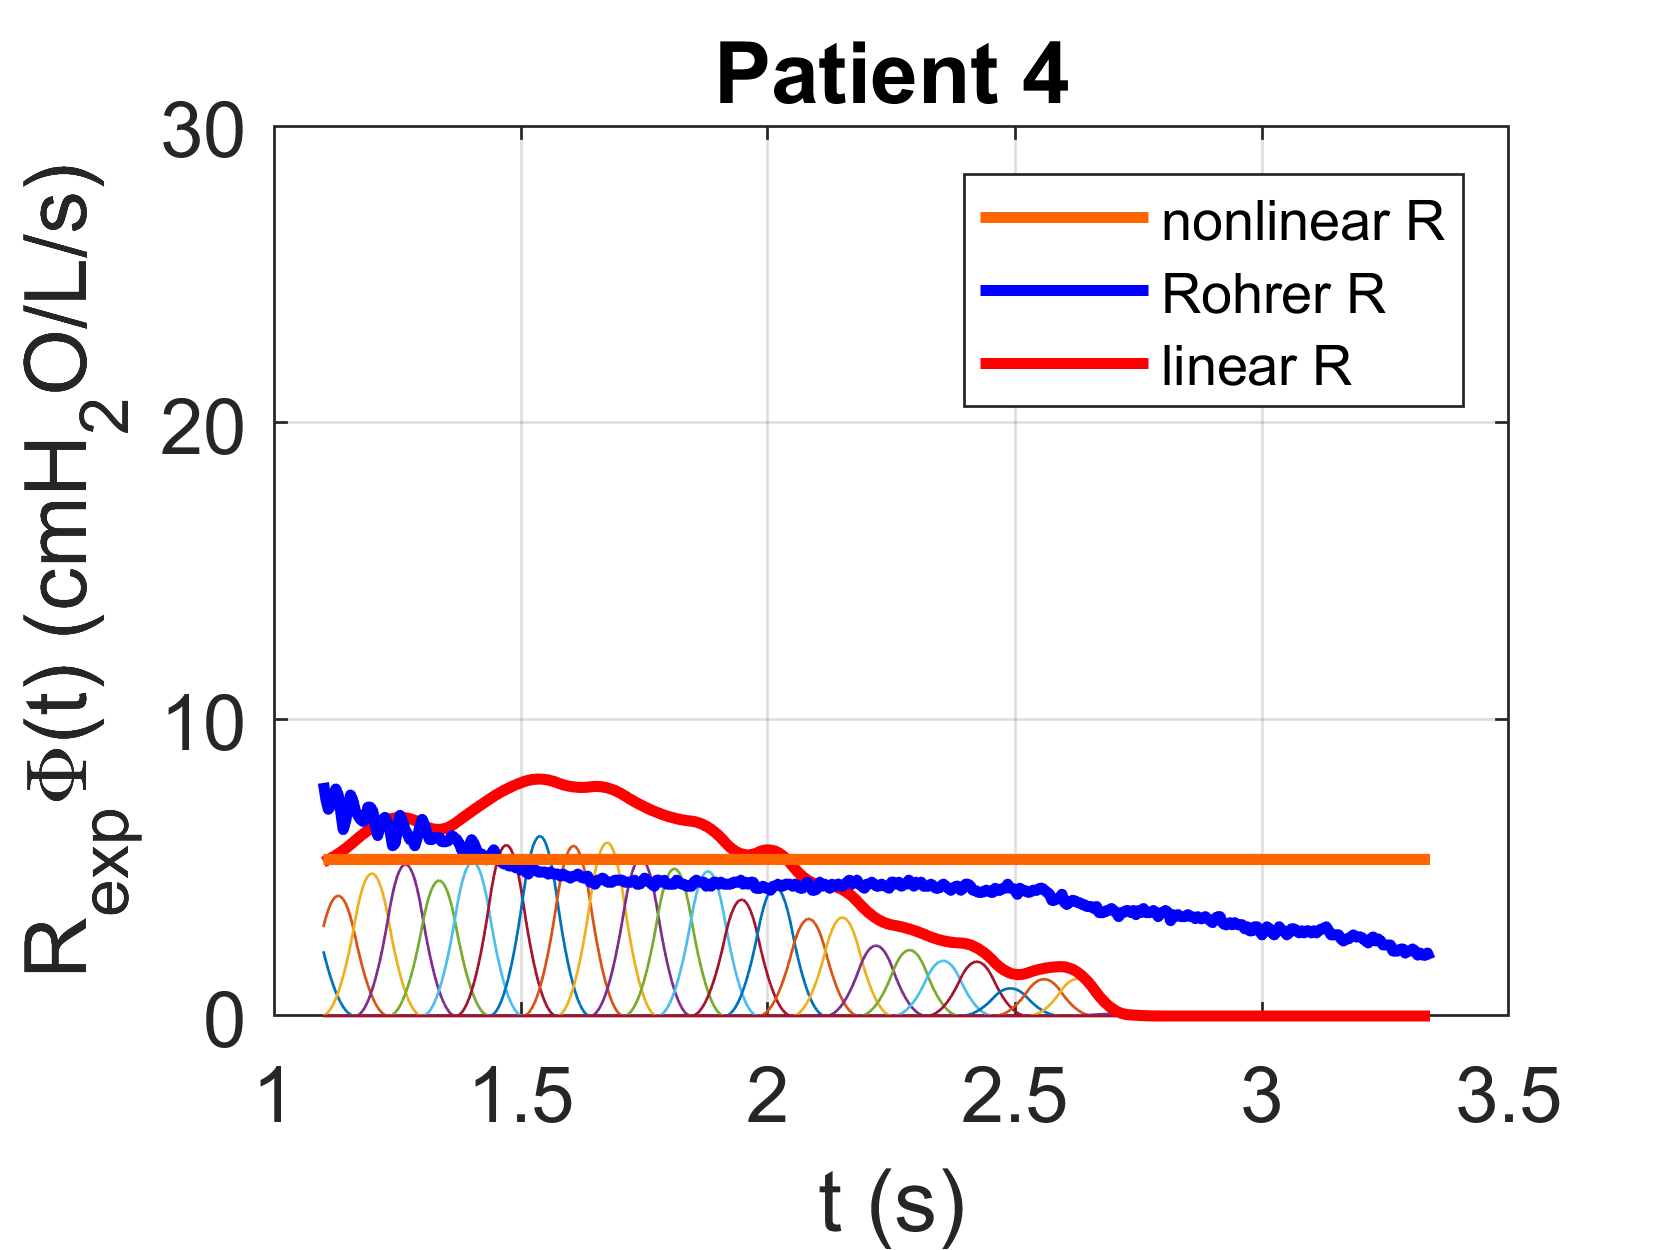 Patient 4
R_exp Φ(t) (cmH_2O/L/s)
30
20
10
0
nonlinear R
Rohrer R
linear R
1 1.5 2 2.5 3 3.5
t (s)